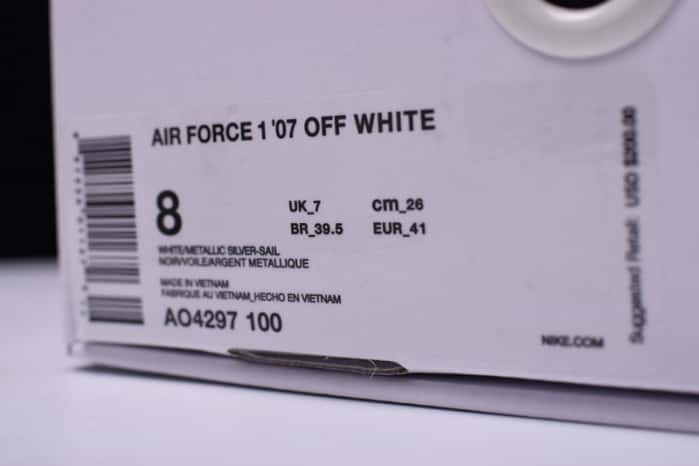 AIR FORCE 1 '07 OFF WHITE
8
UK_7
cm_26
BR_39.5
EUR_41
WHITE/METALLIC SILVER-SAIL
NOIR/VOILE/ARGENT METALLIQUE
MADE IN VIETNAM
FABRIQUE AU VIETNAM_HECHO EN VIETNAM
AO4297 100
NIKE.COM
Suggested Retail: USD $200.00